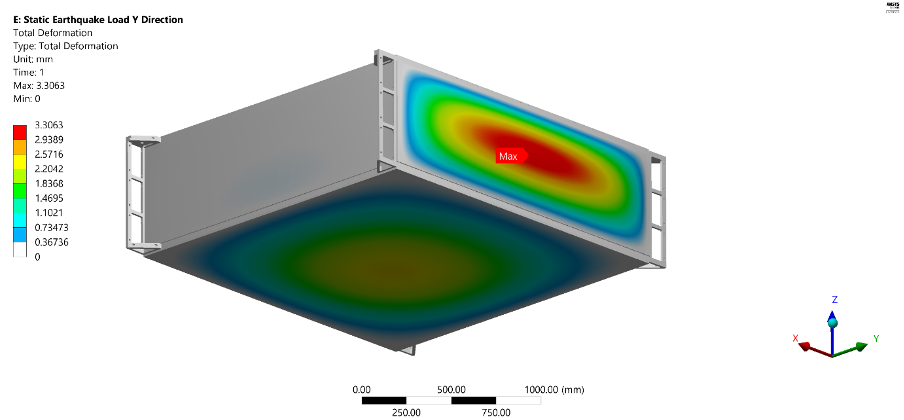 E: Static Earthquake Load Y Direction
Total Deformation
Type: Total Deformation
Unit: mm
Time: 1
Max: 3.3063
Min: 0
3.3063
2.9389
2.5716
2.2042
1.8368
1.4695
1.1021
0.73473
0.36736
0
Max
Z
X
Y
0.00 500.00 1000.00 (mm)
250.00 750.00